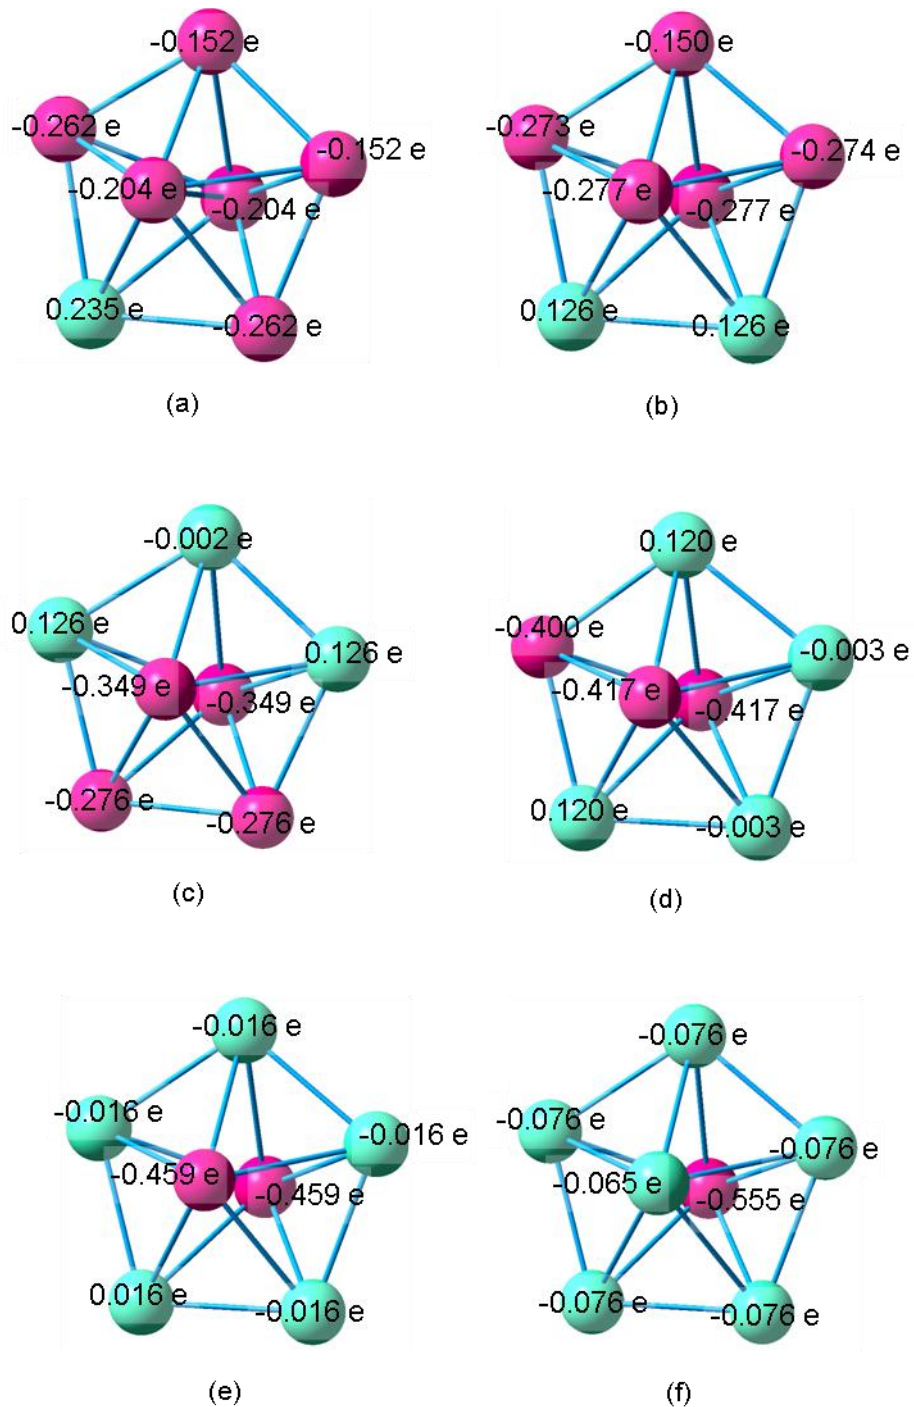 -0.152 e
-0.150 e
-0.262 e
-0.152 e
-0.273 e
-0.274 e
-0.204 e
-0.204 e
-0.277 e
-0.277 e
0.235 e
-0.262 e
0.126 e
0.126 e
(a)
(b)
-0.002 e
0.120 e
0.126 e
0.126 e
-0.400 e
-0.003 e
-0.349 e
-0.349 e
-0.417 e
-0.417 e
-0.276 e
-0.276 e
0.120 e
-0.003 e
(c)
(d)
-0.016 e
-0.076 e
-0.016 e
-0.016 e
-0.076 e
-0.076 e
-0.459 e
-0.459 e
-0.065 e
-0.555 e
0.016 e
-0.016 e
-0.076 e
-0.076 e
(e)
(f)